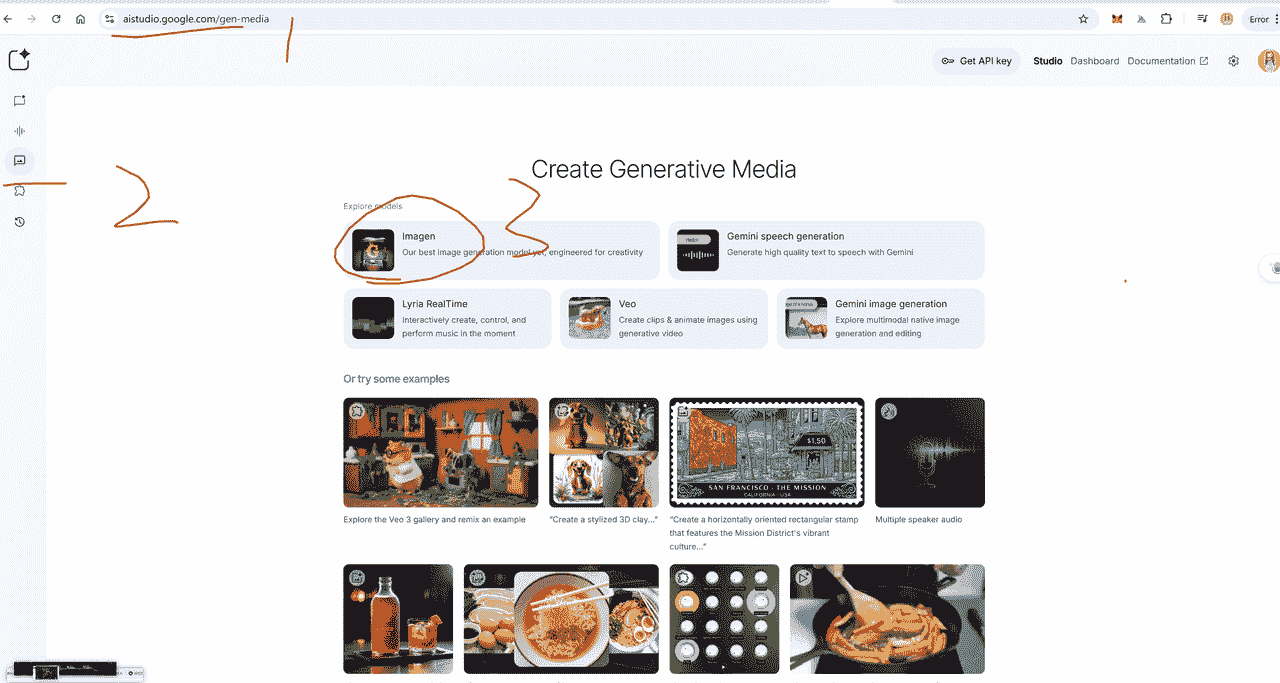 aistudio.google.com/gen-media
1
Error
Get API key
Studio
Dashboard
Documentation
2
Create Generative Media
Explore models
3
Imagen
Our best image generation model yet, engineered for creativity
Gemini speech generation
Generate high quality text to speech with Gemini
Hello!
Lyria RealTime
Interactively create, control, and
perform music in the moment
Veo
Create clips & animate images using
generative video
Gemini image generation
Explore multimodal native image
generation and editing
Or try some examples
$1.50
SAN FRANCISCO · THE MISSION
CALIFORNIA · USA
Explore the Veo 3 gallery and remix an example
"Create a stylized 3D clay..."
"Create a horizontally oriented rectangular stamp
that features the Mission District's vibrant
culture..."
Multiple speaker audio